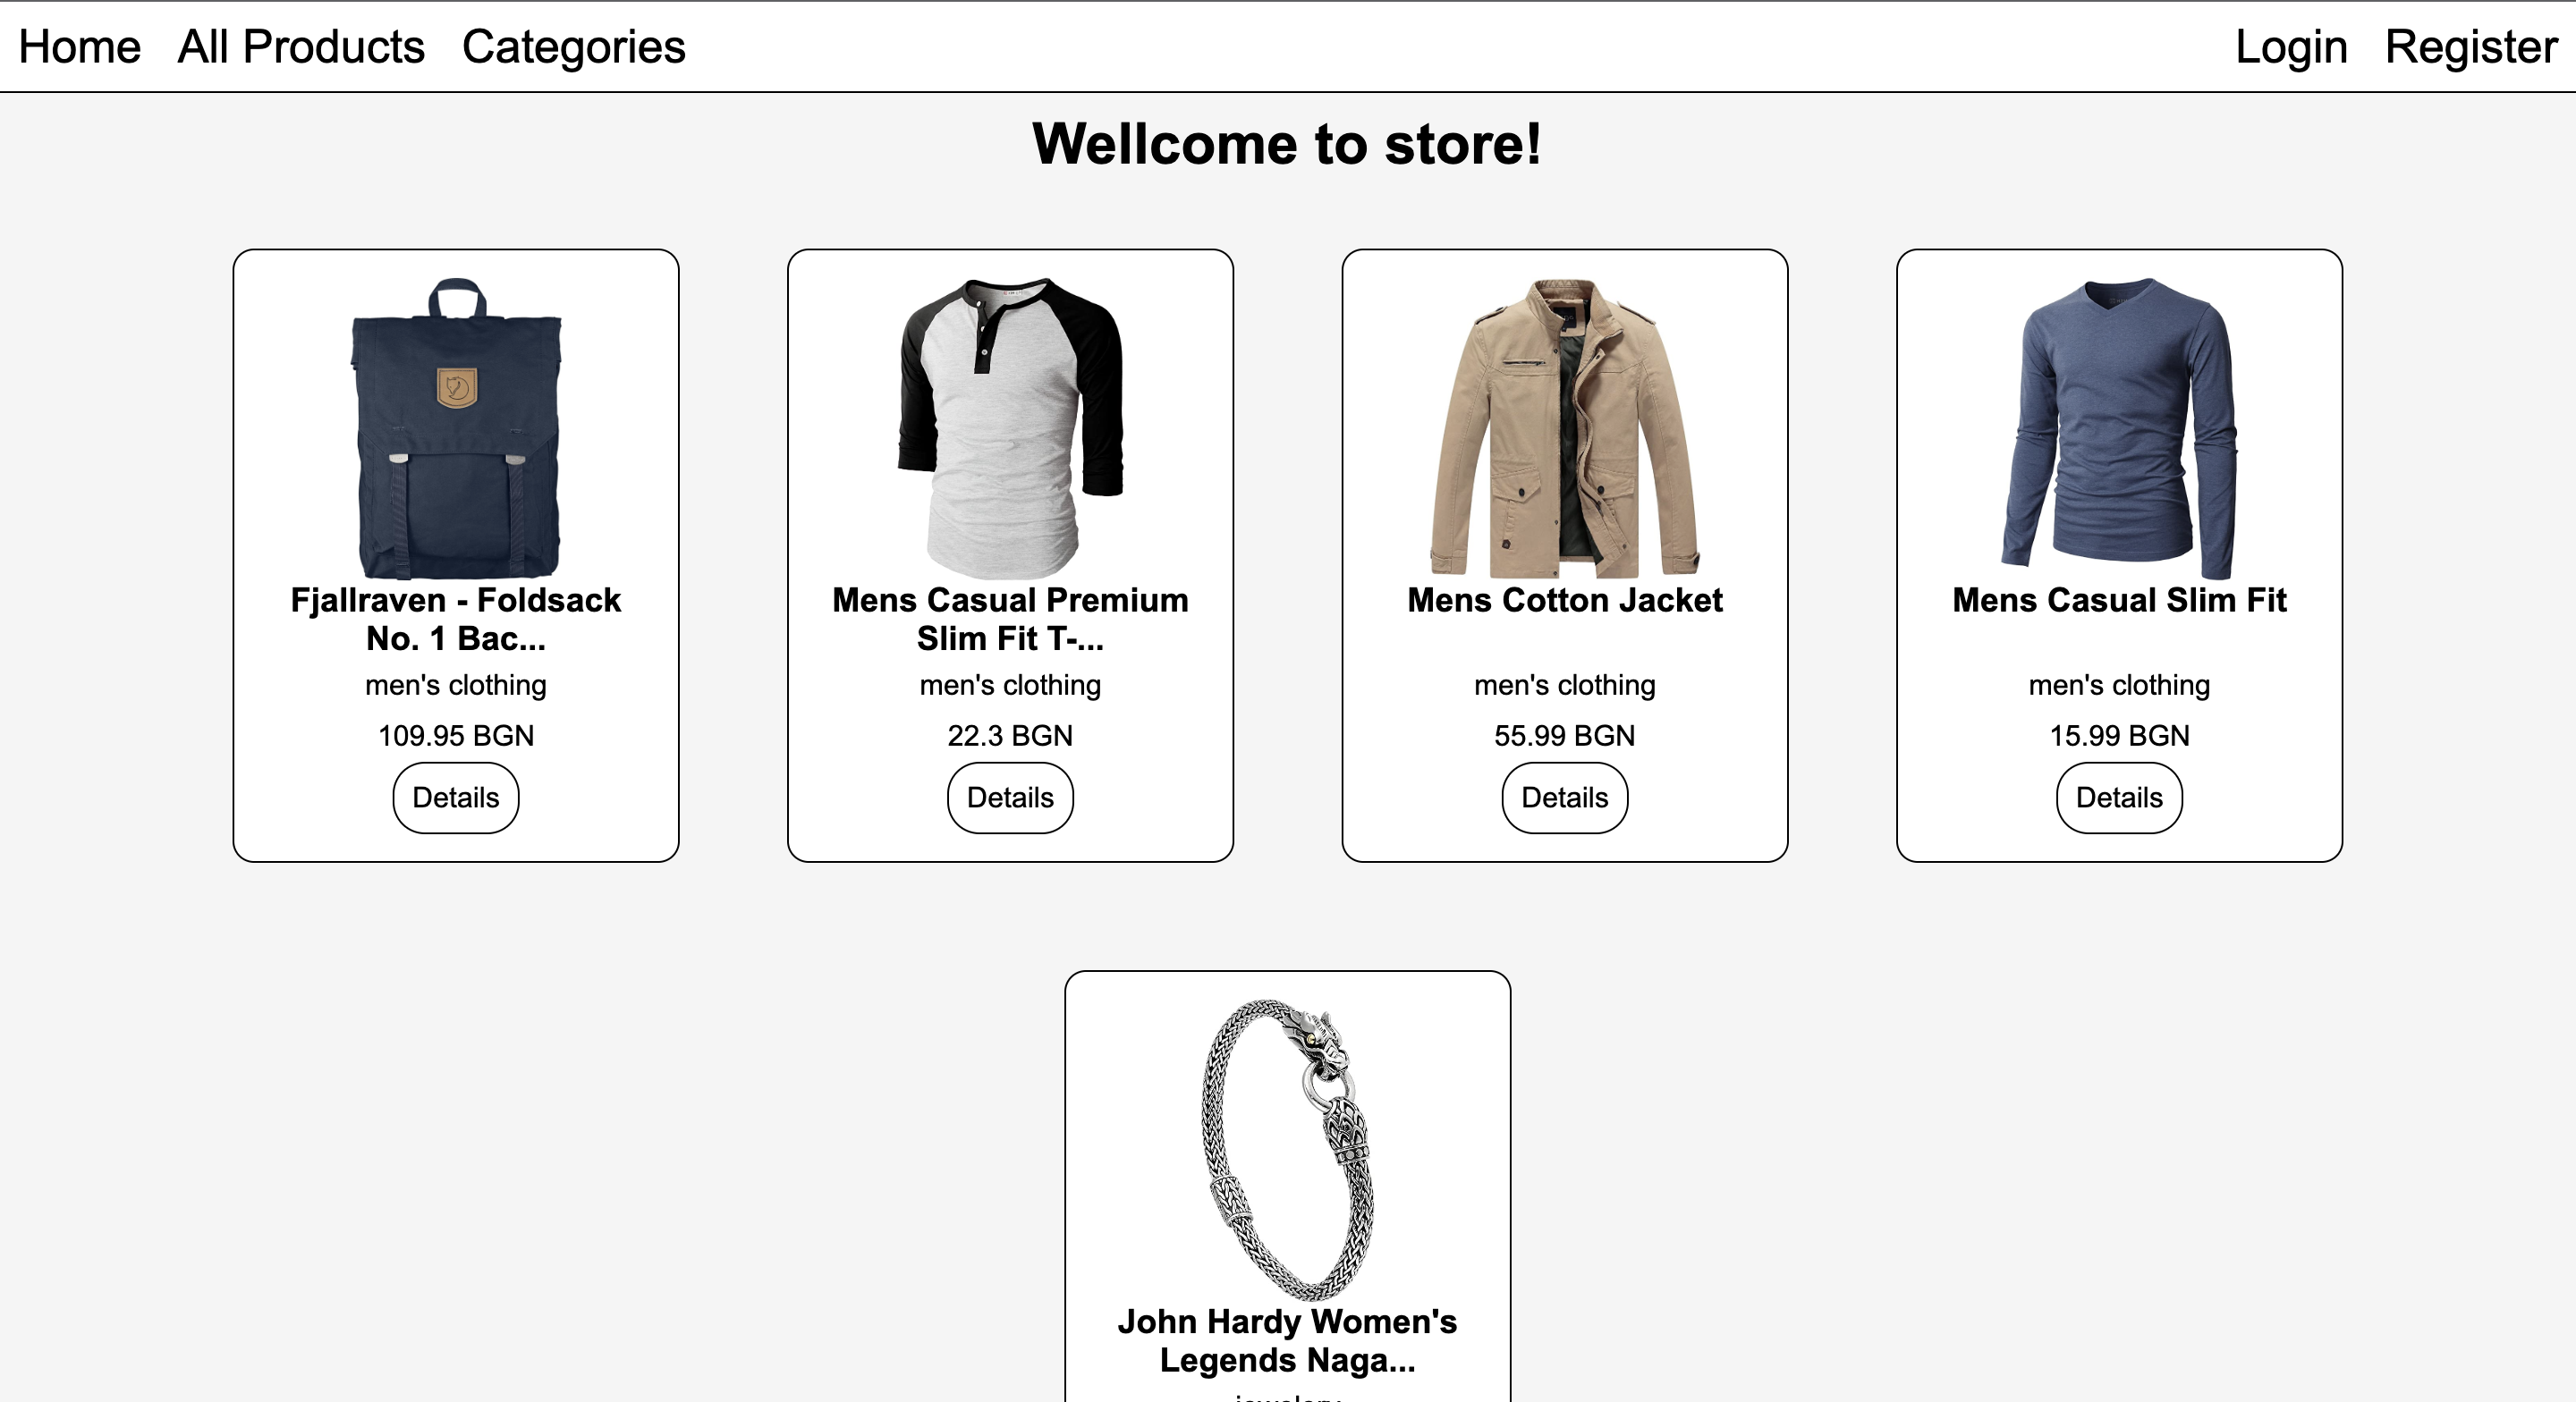 Home All Products Categories Login Register
Wellcome to store!
Fjallraven - Foldsack
No. 1 Bac...
men's clothing
109.95 BGN
Details
Mens Casual Premium
Slim Fit T-...
men's clothing
22.3 BGN
Details
Mens Cotton Jacket
men's clothing
55.99 BGN
Details
Mens Casual Slim Fit
men's clothing
15.99 BGN
Details
John Hardy Women's
Legends Naga...
jewelery